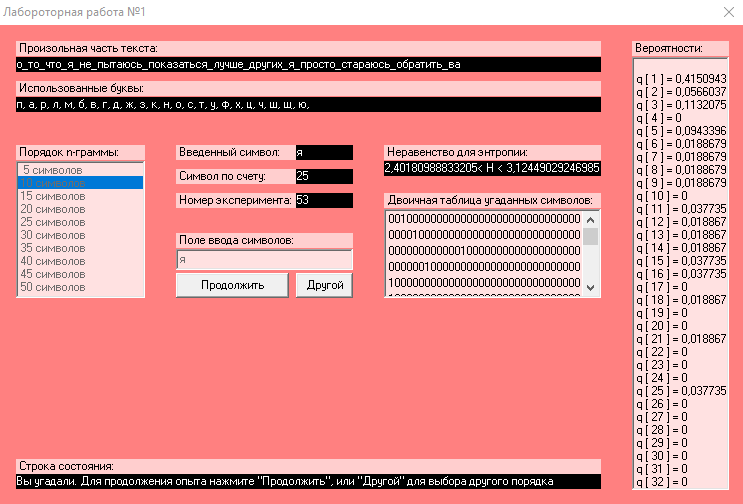 Лабороторная работа №1
Произольная часть текста:
о_то_что_я_не_пытаюсь_показаться_лучше_других_я_просто_стараюсь_обратить_ва
Использованные буквы:
п, а, р, л, м, б, в, г, д, ж, з, к, н, о, с, т, у, ф, х, ц, ч, ш, щ, ю,
Порядок n-граммы:
5 символов
10 символов
15 символов
20 символов
25 символов
30 символов
35 символов
40 символов
45 символов
50 символов
Введенный символ: я
Символ по счету: 25
Номер эксперимента: 53
Поле ввода символов:
я
Продолжить Другой
Неравенство для энтропии:
2,40180988833205< H < 3,12449029246985
Двоичная таблица угаданных символов:
00100000000000000000000000000000
00001000000000000000000000000000
00000000000010000000000000000000
00000010000000000000000000000000
10000000000000000000000000000000
Вероятности:
q [ 1 ] = 0,4150943
q [ 2 ] = 0,0566037
q [ 3 ] = 0,1132075
q [ 4 ] = 0
q [ 5 ] = 0,0943396
q [ 6 ] = 0,0188679
q [ 7 ] = 0,0188679
q [ 8 ] = 0,0188679
q [ 9 ] = 0,0188679
q [ 10 ] = 0
q [ 11 ] = 0,037735
q [ 12 ] = 0,018867
q [ 13 ] = 0,018867
q [ 14 ] = 0,018867
q [ 15 ] = 0,037735
q [ 16 ] = 0,037735
q [ 17 ] = 0
q [ 18 ] = 0,018867
q [ 19 ] = 0
q [ 20 ] = 0
q [ 21 ] = 0,018867
q [ 22 ] = 0
q [ 23 ] = 0
q [ 24 ] = 0
q [ 25 ] = 0,037735
q [ 26 ] = 0
q [ 27 ] = 0
q [ 28 ] = 0
q [ 29 ] = 0
q [ 30 ] = 0
q [ 31 ] = 0
q [ 32 ] = 0
Строка состояния:
Вы угадали. Для продолжения опыта нажмите "Продолжить", или "Другой" для выбора другого порядка